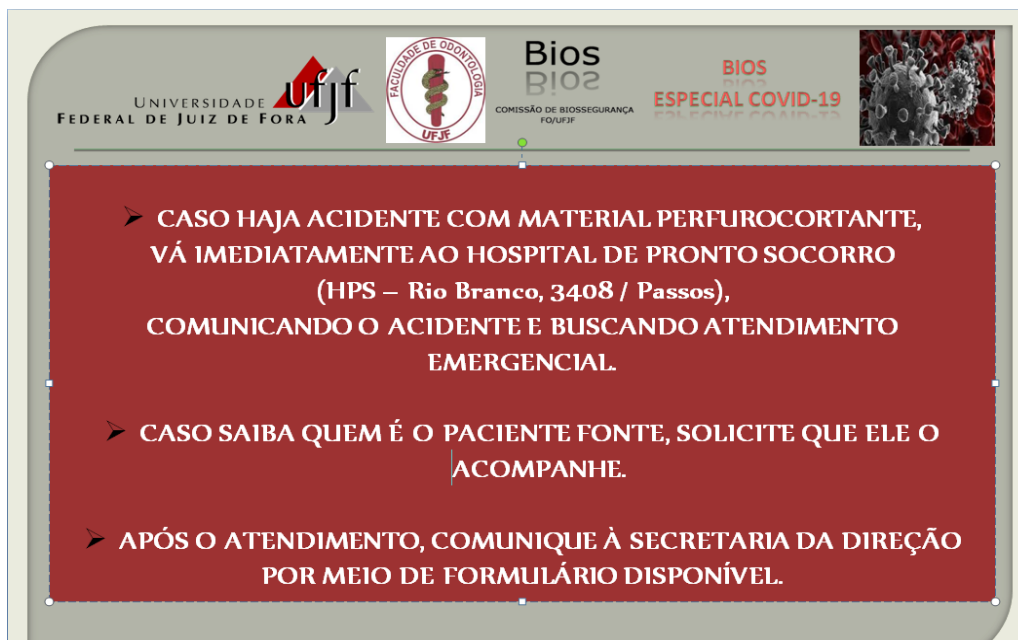 UNIVERSIDADE
FEDERAL DE JUIZ DE FORA
ufjf
FACULDADE DE ODONTOLOGIA
UFJF
Bios
COMISSÃO DE BIOSSEGURANÇA
FO/UFJF
BIOS
ESPECIAL COVID-19
➢ CASO HAJA ACIDENTE COM MATERIAL PERFUROCORTANTE,
VÁ IMEDIATAMENTE AO HOSPITAL DE PRONTO SOCORRO
(HPS – Rio Branco, 3408 / Passos),
COMUNICANDO O ACIDENTE E BUSCANDO ATENDIMENTO
EMERGENCIAL.
➢ CASO SAIBA QUEM É O PACIENTE FONTE, SOLICITE QUE ELE O
ACOMPANHE.
➢ APÓS O ATENDIMENTO, COMUNIQUE À SECRETARIA DA DIREÇÃO
POR MEIO DE FORMULÁRIO DISPONÍVEL.